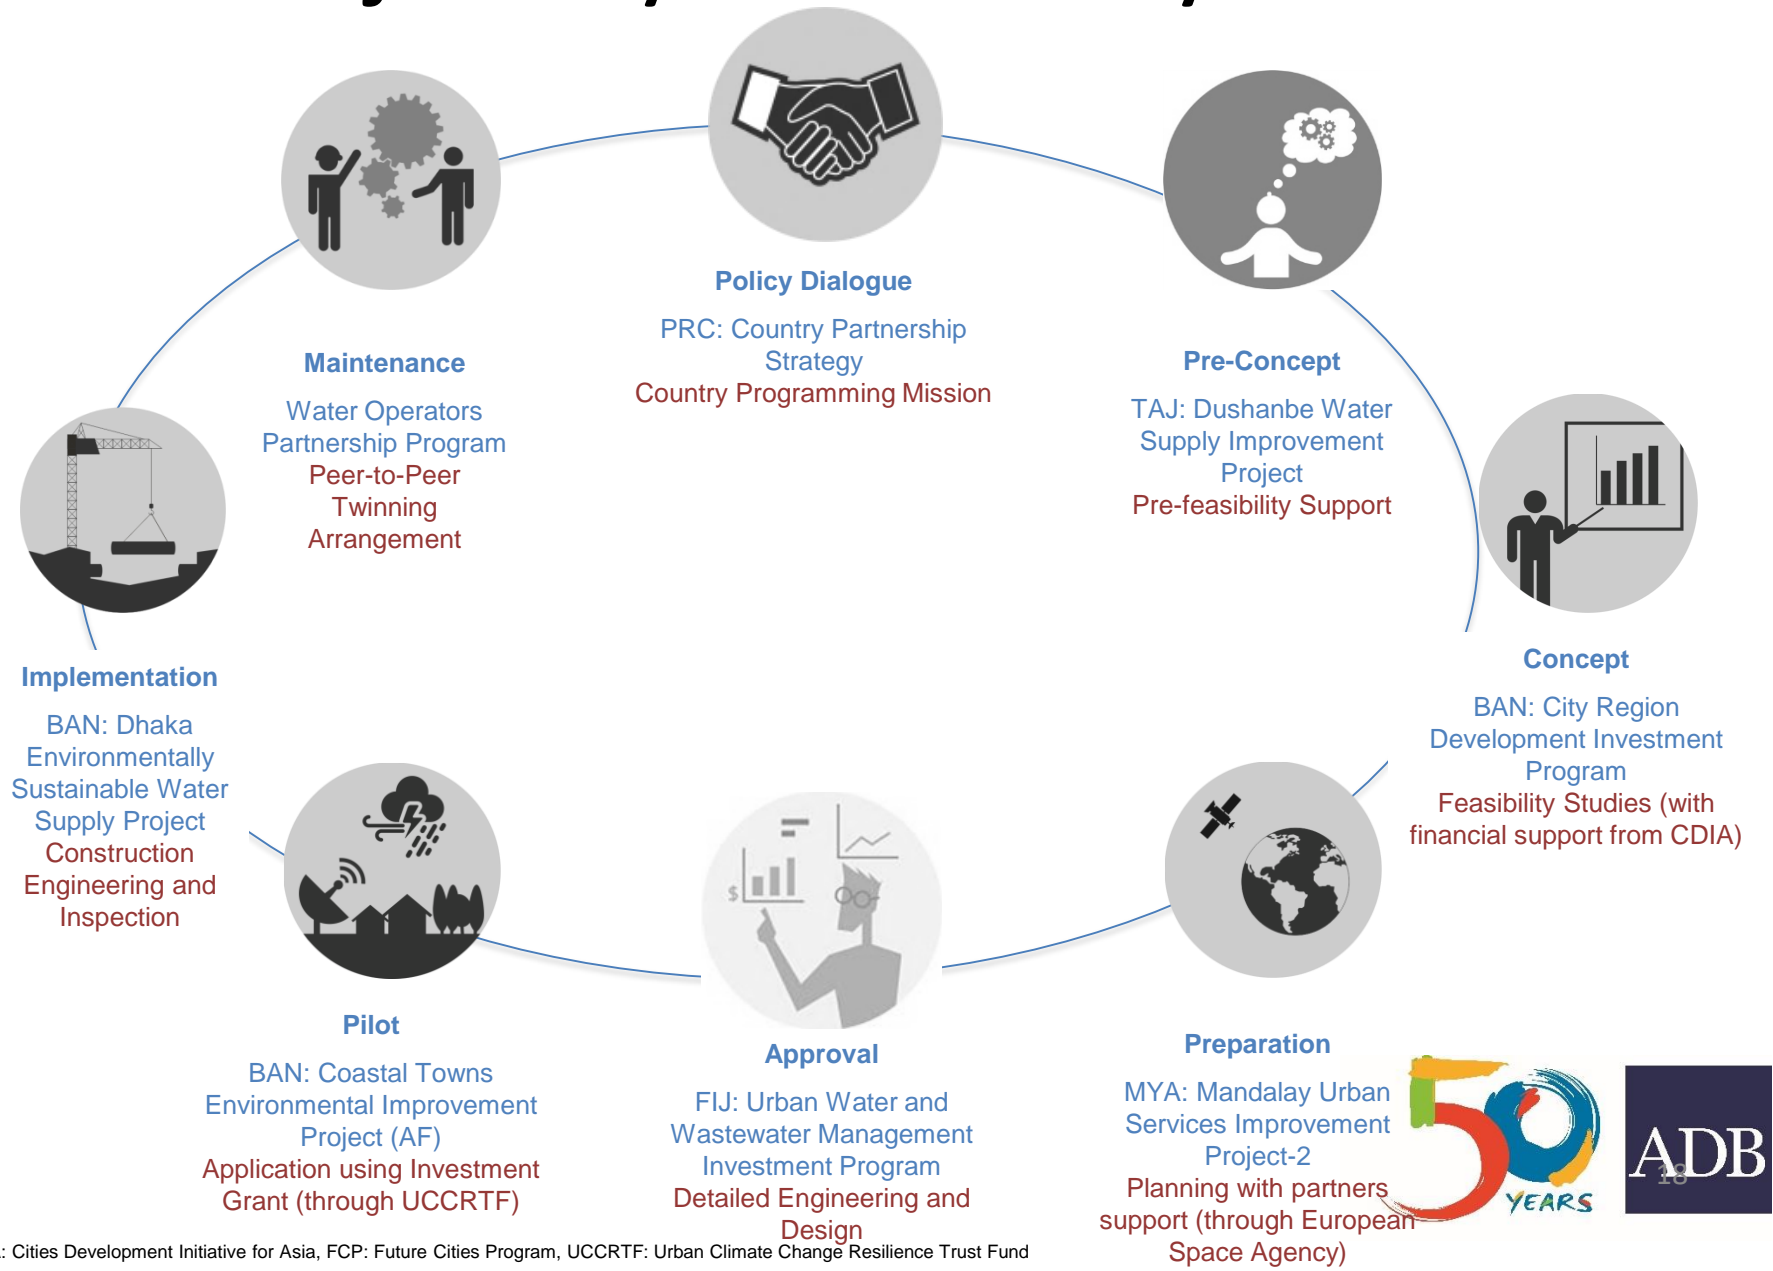 Policy Dialogue
PRC: Country Partnership
Strategy
Country Programming Mission
Pre-Concept
TAJ: Dushanbe Water
Supply Improvement
Project
Pre-feasibility Support
Concept
BAN: City Region
Development Investment
Program
Feasibility Studies (with
financial support from CDIA)
Preparation
MYA: Mandalay Urban
Services Improvement
Project-2
Planning with partners
support (through European
Space Agency)
Approval
FIJ: Urban Water and
Wastewater Management
Investment Program
Detailed Engineering and
Design
Pilot
BAN: Coastal Towns
Environmental Improvement
Project (AF)
Application using Investment
Grant (through UCCRTF)
Implementation
BAN: Dhaka
Environmentally
Sustainable Water
Supply Project
Construction
Engineering and
Inspection
Maintenance
Water Operators
Partnership Program
Peer-to-Peer
Twinning
Arrangement
$
50
YEARS
ADB
18
: Cities Development Initiative for Asia, FCP: Future Cities Program, UCCRTF: Urban Climate Change Resilience Trust Fund